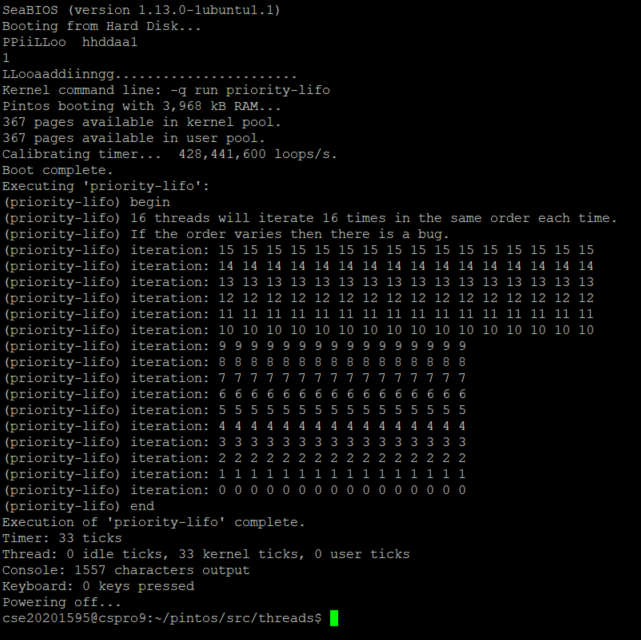 SeaBIOS (version 1.13.0-1ubuntu1.1)
Booting from Hard Disk...
PPiiLLoo  hhddaa1
1
LLooaaddiinngg.......................
Kernel command line: -q run priority-lifo
Pintos booting with 3,968 kB RAM...
367 pages available in kernel pool.
367 pages available in user pool.
Calibrating timer...  428,441,600 loops/s.
Boot complete.
Executing 'priority-lifo':
(priority-lifo) begin
(priority-lifo) 16 threads will iterate 16 times in the same order each time.
(priority-lifo) If the order varies then there is a bug.
(priority-lifo) iteration: 15 15 15 15 15 15 15 15 15 15 15 15 15 15 15 15
(priority-lifo) iteration: 14 14 14 14 14 14 14 14 14 14 14 14 14 14 14 14
(priority-lifo) iteration: 13 13 13 13 13 13 13 13 13 13 13 13 13 13 13 13
(priority-lifo) iteration: 12 12 12 12 12 12 12 12 12 12 12 12 12 12 12 12
(priority-lifo) iteration: 11 11 11 11 11 11 11 11 11 11 11 11 11 11 11 11
(priority-lifo) iteration: 10 10 10 10 10 10 10 10 10 10 10 10 10 10 10 10
(priority-lifo) iteration: 9 9 9 9 9 9 9 9 9 9 9 9 9 9 9 9
(priority-lifo) iteration: 8 8 8 8 8 8 8 8 8 8 8 8 8 8 8 8
(priority-lifo) iteration: 7 7 7 7 7 7 7 7 7 7 7 7 7 7 7 7
(priority-lifo) iteration: 6 6 6 6 6 6 6 6 6 6 6 6 6 6 6 6
(priority-lifo) iteration: 5 5 5 5 5 5 5 5 5 5 5 5 5 5 5 5
(priority-lifo) iteration: 4 4 4 4 4 4 4 4 4 4 4 4 4 4 4 4
(priority-lifo) iteration: 3 3 3 3 3 3 3 3 3 3 3 3 3 3 3 3
(priority-lifo) iteration: 2 2 2 2 2 2 2 2 2 2 2 2 2 2 2 2
(priority-lifo) iteration: 1 1 1 1 1 1 1 1 1 1 1 1 1 1 1 1
(priority-lifo) iteration: 0 0 0 0 0 0 0 0 0 0 0 0 0 0 0 0
(priority-lifo) end
Execution of 'priority-lifo' complete.
Timer: 33 ticks
Thread: 0 idle ticks, 33 kernel ticks, 0 user ticks
Console: 1557 characters output
Keyboard: 0 keys pressed
Powering off...
cse20201595@cspro9:~/pintos/src/threads$